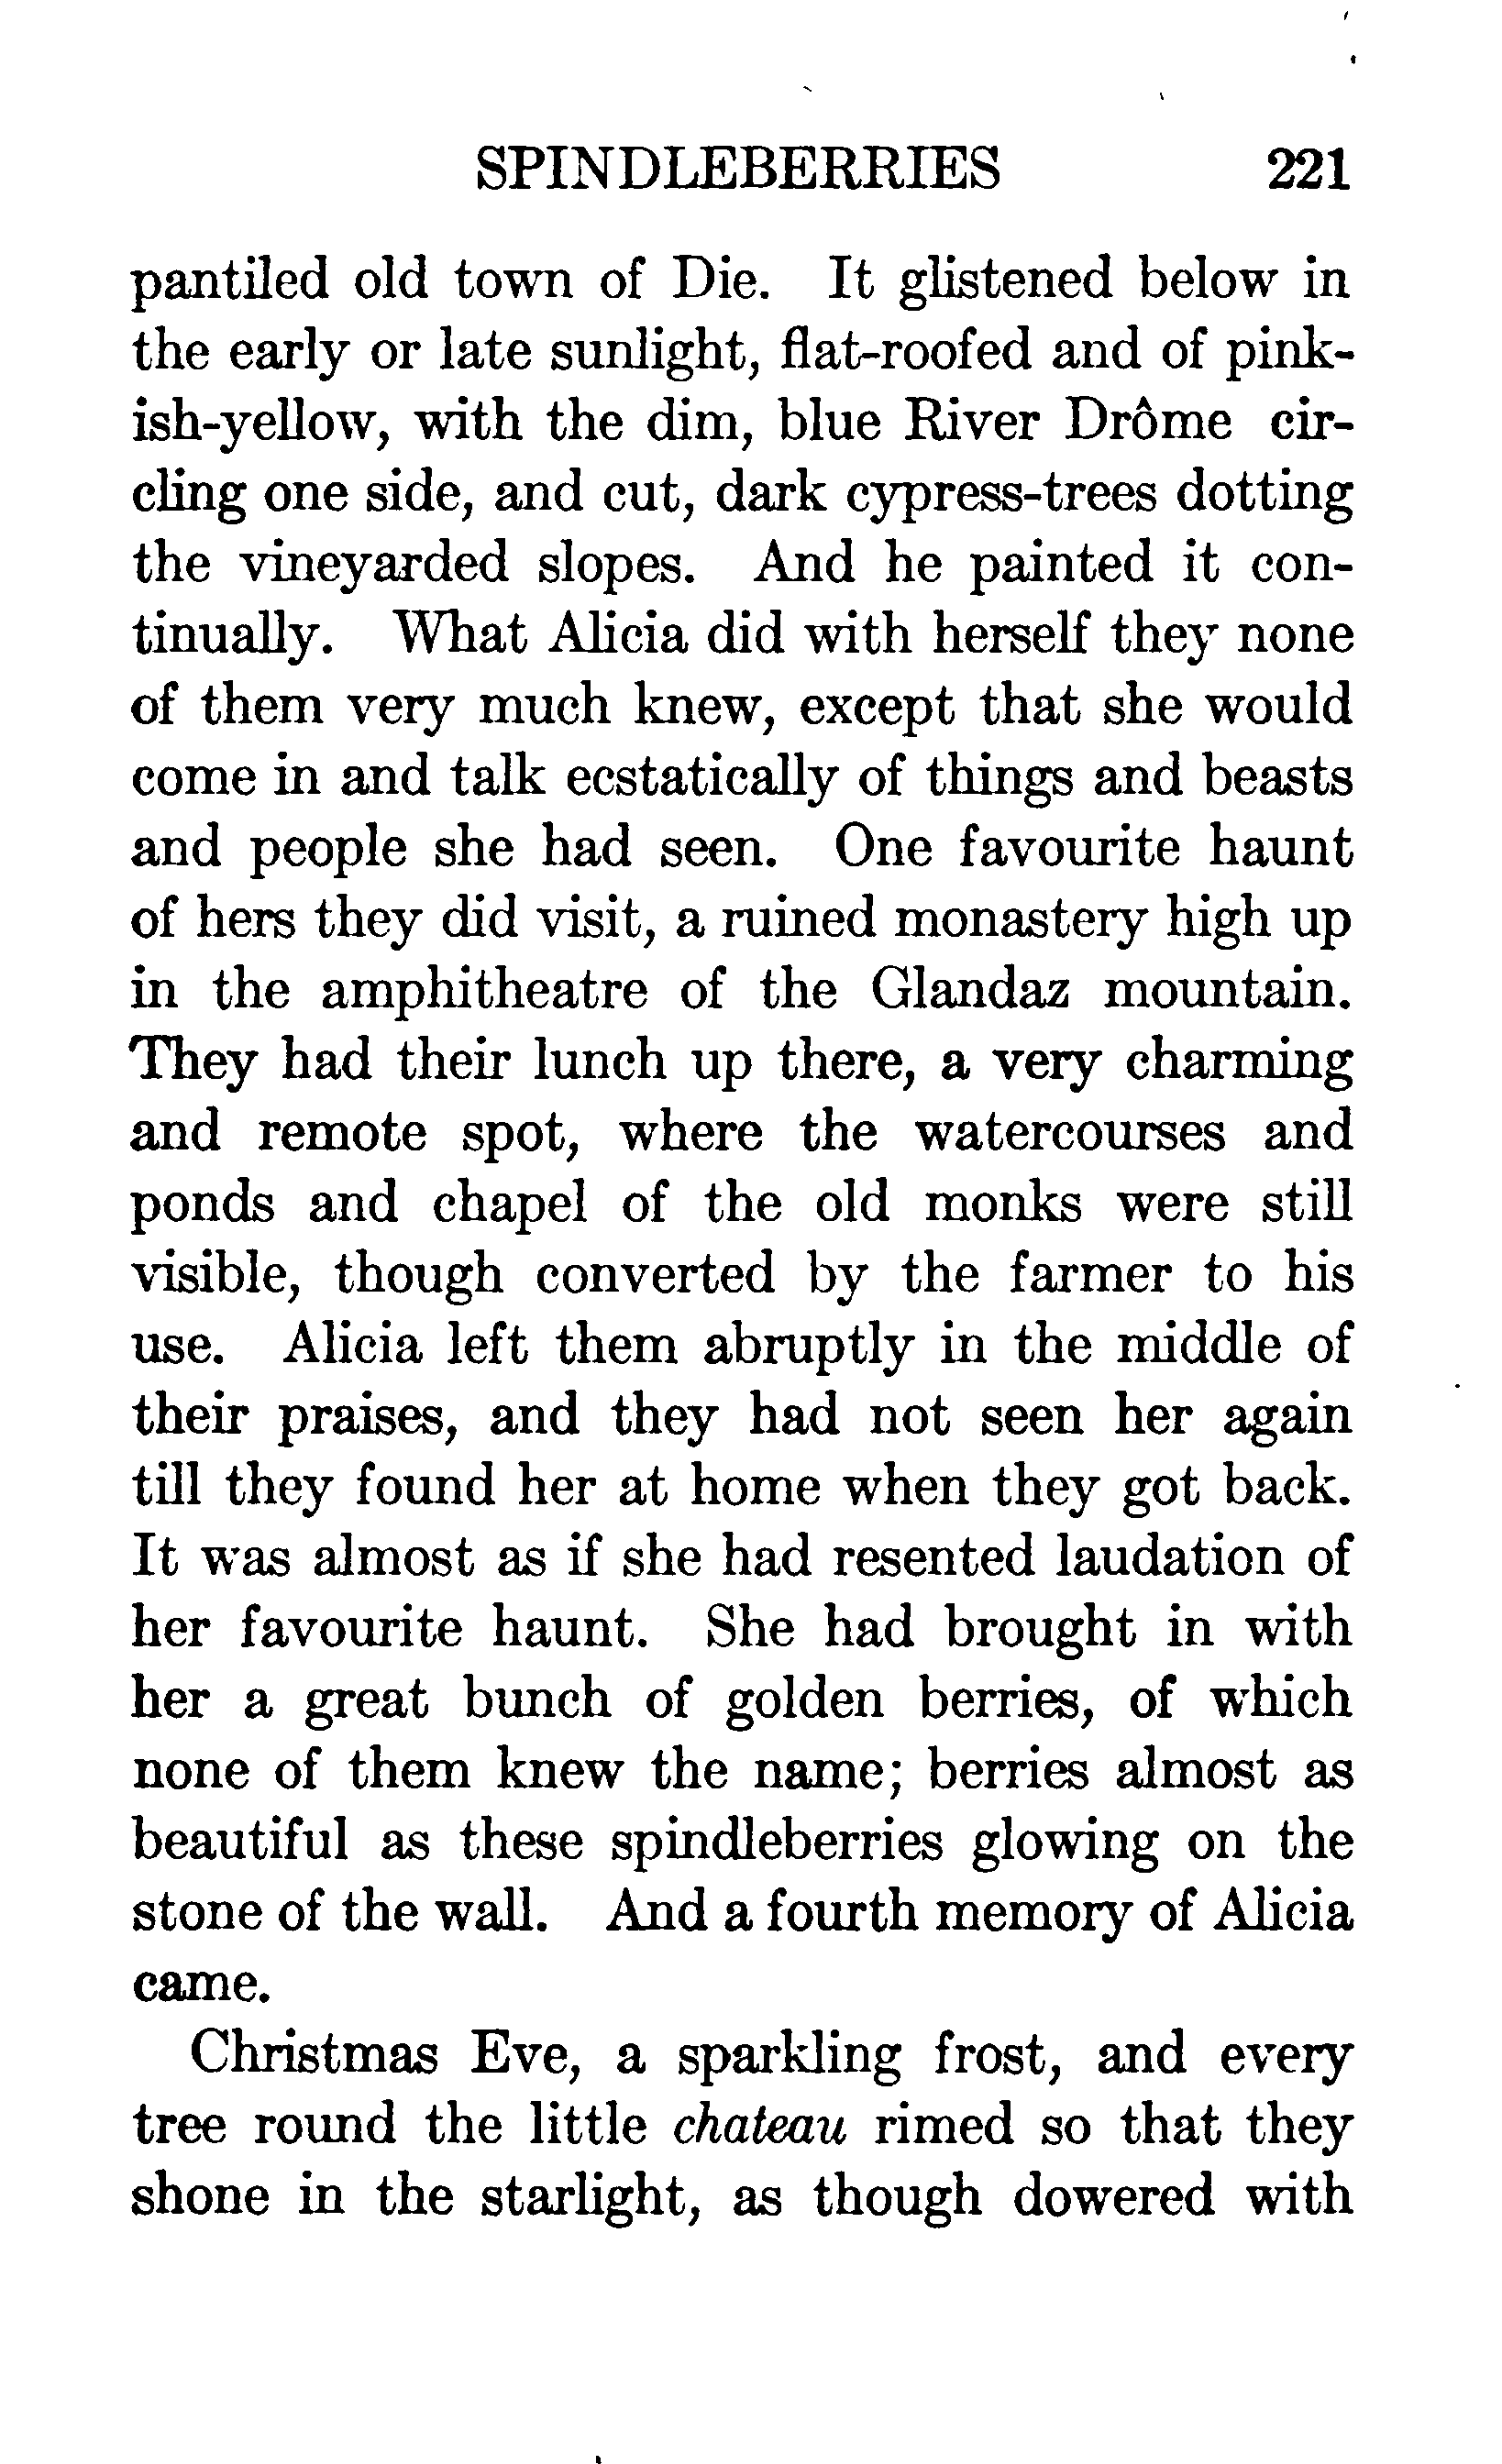 SPINDLEBERRIES 221
pantiled old town of Die. It glistened below in
the early or late sunlight, flat-roofed and of pink-
ish-yellow, with the dim, blue River Drôme cir-
cling one side, and cut, dark cypress-trees dotting
the vineyarded slopes. And he painted it con-
tinually. What Alicia did with herself they none
of them very much knew, except that she would
come in and talk ecstatically of things and beasts
and people she had seen. One favourite haunt
of hers they did visit, a ruined monastery high up
in the amphitheatre of the Glandaz mountain.
They had their lunch up there, a very charming
and remote spot, where the watercourses and
ponds and chapel of the old monks were still
visible, though converted by the farmer to his
use. Alicia left them abruptly in the middle of
their praises, and they had not seen her again
till they found her at home when they got back.
It was almost as if she had resented laudation of
her favourite haunt. She had brought in with
her a great bunch of golden berries, of which
none of them knew the name; berries almost as
beautiful as these spindleberries glowing on the
stone of the wall. And a fourth memory of Alicia
came.
Christmas Eve, a sparkling frost, and every
tree round the little chateau rimed so that they
shone in the starlight, as though dowered with